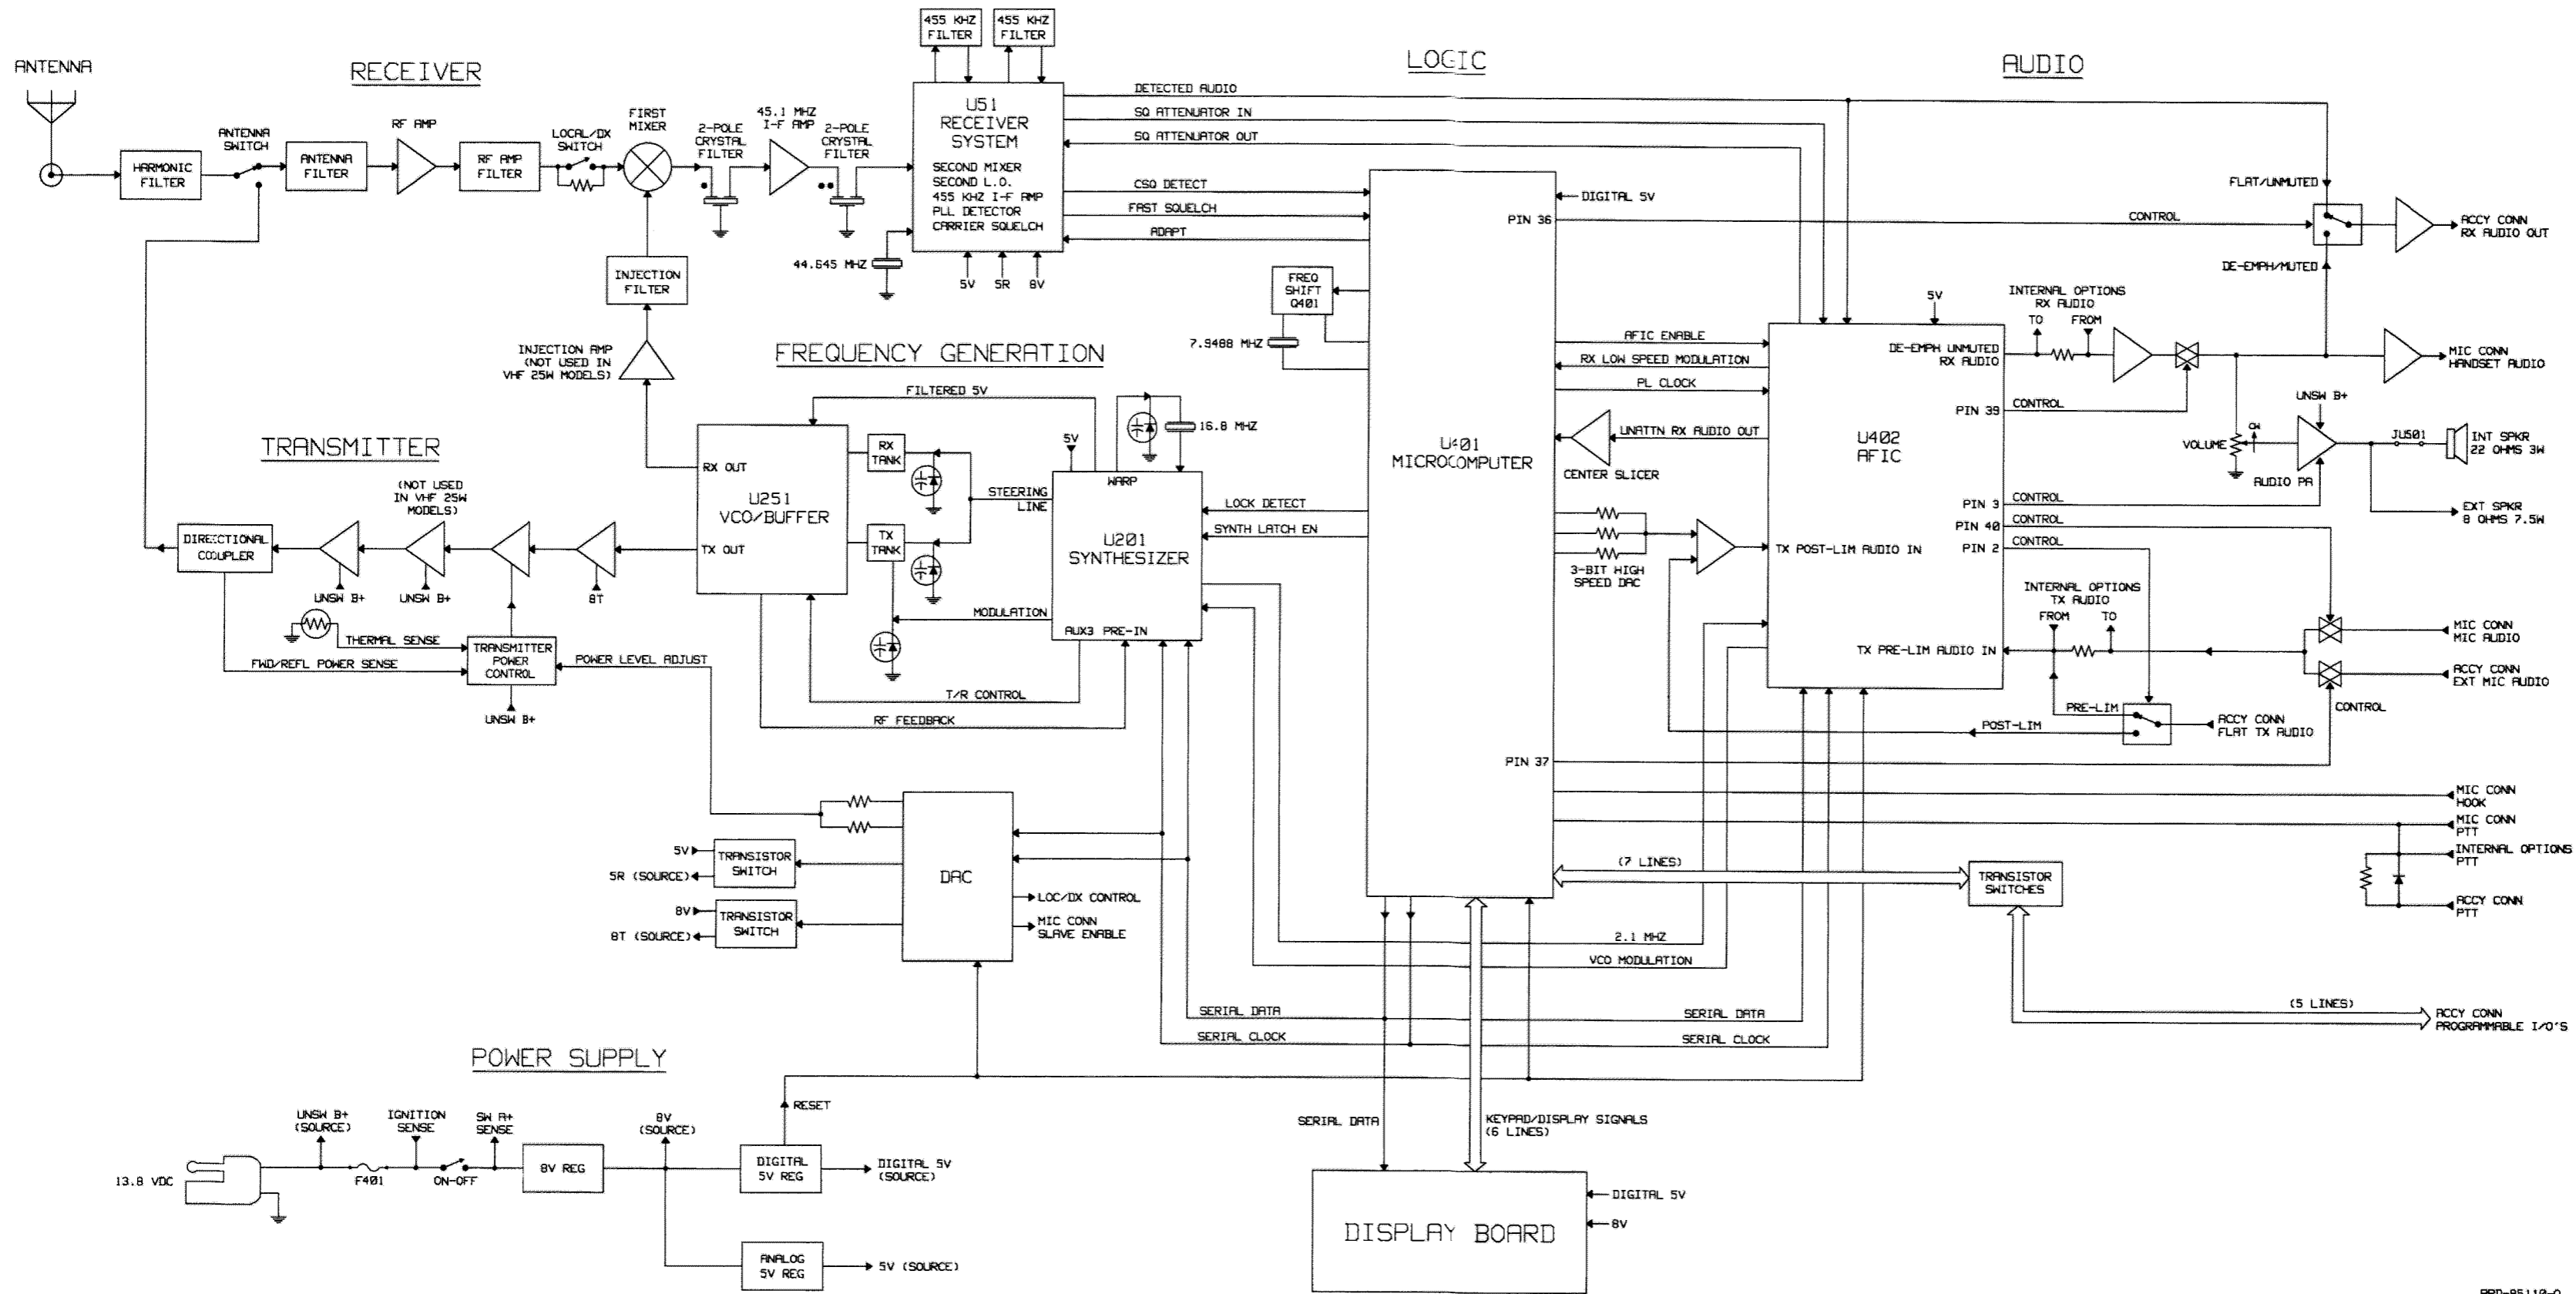 ANTENNA
RECEIVER
LOGIC
AUDIO
455 KHZ
FILTER
455 KHZ
FILTER
HARMONIC
FILTER
ANTENNA
SWITCH
ANTENNA
FILTER
RF AMP
RF AMP
FILTER
LOCAL/DX
SWITCH
FIRST
MIXER
2-POLE
CRYSTAL
FILTER
45.1 MHZ
I-F AMP
2-POLE
CRYSTAL
FILTER
U51
RECEIVER
SYSTEM
SECOND MIXER
SECOND L.O.
455 KHZ I-F AMP
PLL DETECTOR
CARRIER SQUELCH
44.645 MHZ
5V
5R
8V
DETECTED AUDIO
SQ ATTENUATOR IN
SQ ATTENUATOR OUT
CSQ DETECT
FAST SQUELCH
ADAPT
INJECTION
FILTER
INJECTION AMP
(NOT USED IN
VHF 25W MODELS)
FREQUENCY GENERATION
FILTERED 5V
RX OUT
U251
VCO/BUFFER
TX OUT
RX
TANK
TX
TANK
STEERING
LINE
MODULATION
5V
16.8 MHZ
WARP
U201
SYNTHESIZER
AUX3 PRE-IN
T/R CONTROL
RF FEEDBACK
LOCK DETECT
SYNTH LATCH EN
TRANSMITTER
DIRECTIONAL
COUPLER
(NOT USED
IN VHF 25W
MODELS)
UNSW B+
UNSW B+
8T
THERMAL SENSE
FWD/REFL POWER SENSE
TRANSMITTER
POWER
CONTROL
UNSW B+
POWER LEVEL ADJUST
DAC
5V
5R (SOURCE)
TRANSISTOR
SWITCH
8V
8T (SOURCE)
TRANSISTOR
SWITCH
LOC/DX CONTROL
MIC CONN
SLAVE ENABLE
FREQ
SHIFT
Q401
7.9488 MHZ
U401
MICROCOMPUTER
DIGITAL 5V
PIN 36
PIN 37
CONTROL
AFIC ENABLE
RX LOW SPEED MODULATION
PL CLOCK
UNATTN RX AUDIO OUT
CENTER SLICER
3-BIT HIGH
SPEED DAC
5V
U402
AFIC
DE-EMPH UNMUTED
RX AUDIO
PIN 39
PIN 3
PIN 40
PIN 2
TX POST-LIM AUDIO IN
TX PRE-LIM AUDIO IN
INTERNAL OPTIONS
RX AUDIO
TO
FROM
CONTROL
CONTROL
CONTROL
CONTROL
FLAT/UNMUTED
DE-EMPH/MUTED
ACCY CONN
RX AUDIO OUT
MIC CONN
HANDSET AUDIO
UNSW B+
CW
VOLUME
AUDIO PA
JU501
INT SPKR
22 OHMS 3W
EXT SPKR
8 OHMS 7.5W
INTERNAL OPTIONS
TX AUDIO
FROM
TO
MIC CONN
MIC AUDIO
ACCY CONN
EXT MIC AUDIO
CONTROL
PRE-LIM
POST-LIM
ACCY CONN
FLAT TX AUDIO
MIC CONN
HOOK
MIC CONN
PTT
INTERNAL OPTIONS
PTT
ACCY CONN
PTT
(7 LINES)
TRANSISTOR
SWITCHES
(5 LINES)
ACCY CONN
PROGRAMMABLE I/O'S
2.1 MHZ
VCO MODULATION
SERIAL DATA
SERIAL DATA
SERIAL CLOCK
SERIAL CLOCK
POWER SUPPLY
13.8 VDC
UNSW B+
(SOURCE)
F401
IGNITION
SENSE
ON-OFF
SW A+
SENSE
8V REG
8V
(SOURCE)
RESET
DIGITAL
5V REG
DIGITAL 5V
(SOURCE)
ANALOG
5V REG
5V (SOURCE)
SERIAL DATA
KEYPAD/DISPLAY SIGNALS
(6 LINES)
DISPLAY BOARD
DIGITAL 5V
8V